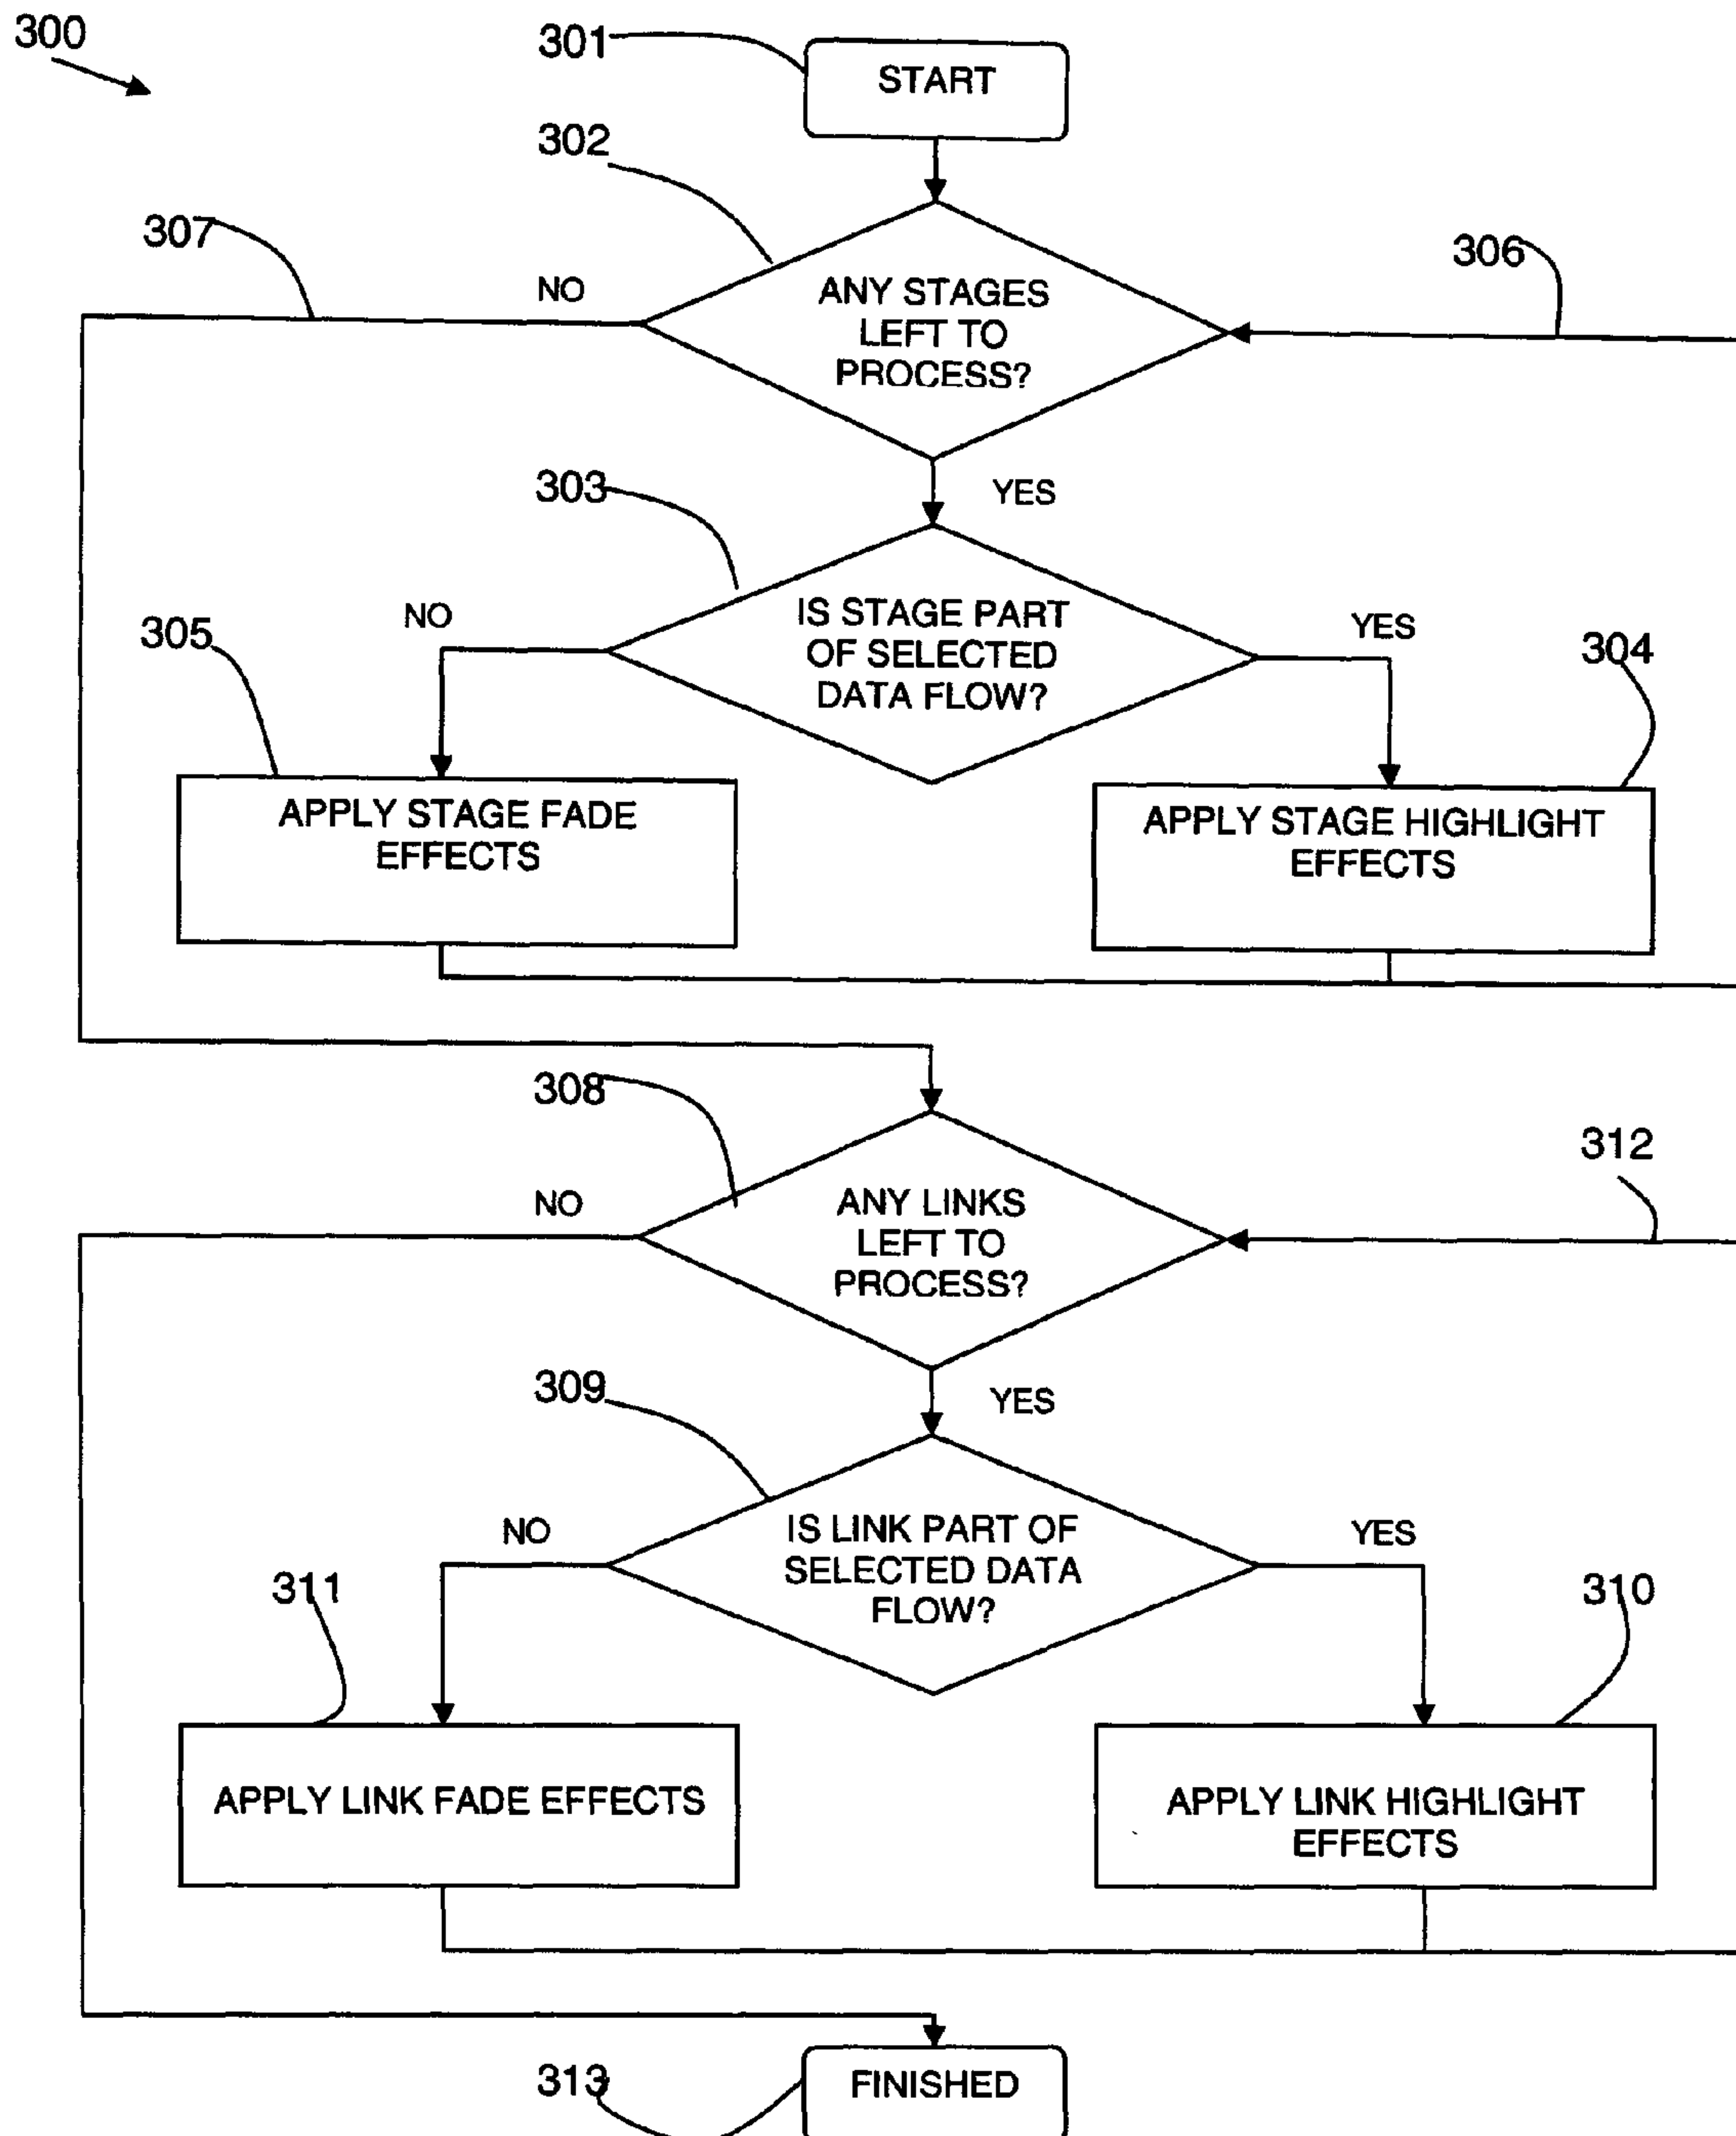 300
301
START
302
307
306
NO
ANY STAGES
LEFT TO
PROCESS?
303
YES
305
NO
IS STAGE PART
OF SELECTED
DATA FLOW?
YES
304
APPLY STAGE FADE
EFFECTS
APPLY STAGE HIGHLIGHT
EFFECTS
308
312
NO
ANY LINKS
LEFT TO
PROCESS?
309
YES
311
NO
IS LINK PART OF
SELECTED DATA
FLOW?
YES
310
APPLY LINK FADE EFFECTS
APPLY LINK HIGHLIGHT
EFFECTS
313
FINISHED